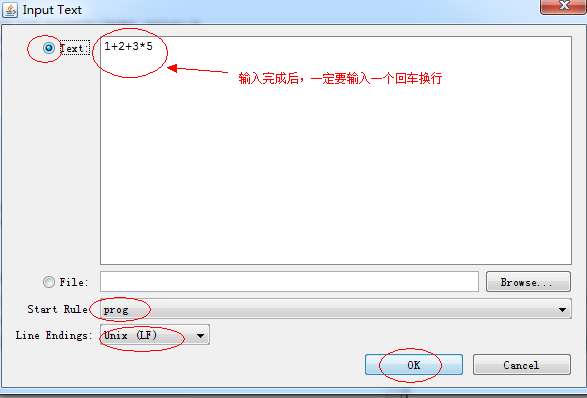 Input Text
Text:
1+2+3*5
输入完成后，一定要输入一个回车换行
File:
Browse...
Start Rule
prog
Line Endings:
Unix (LF)
OK
Cancel